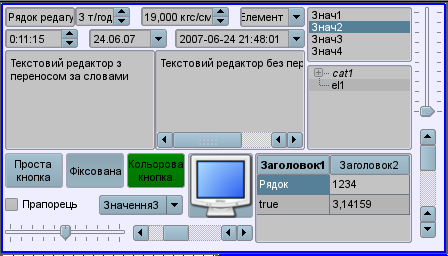 Рядок редагу 3 т/год 19,000 кгс/см Елемент Знач1
Знач2
Знач3
Знач4
0:11:15 24.06.07 2007-06-24 21:48:01
Текстовий редактор з
переносом за словами
Текстовий редактор без пер
cat1
el1
Проста
кнопка
Фіксована
Кольорова
кнопка
Заголовок1 Заголовок2
Рядок 1234
true 3,14159
Прапорець
Значення3